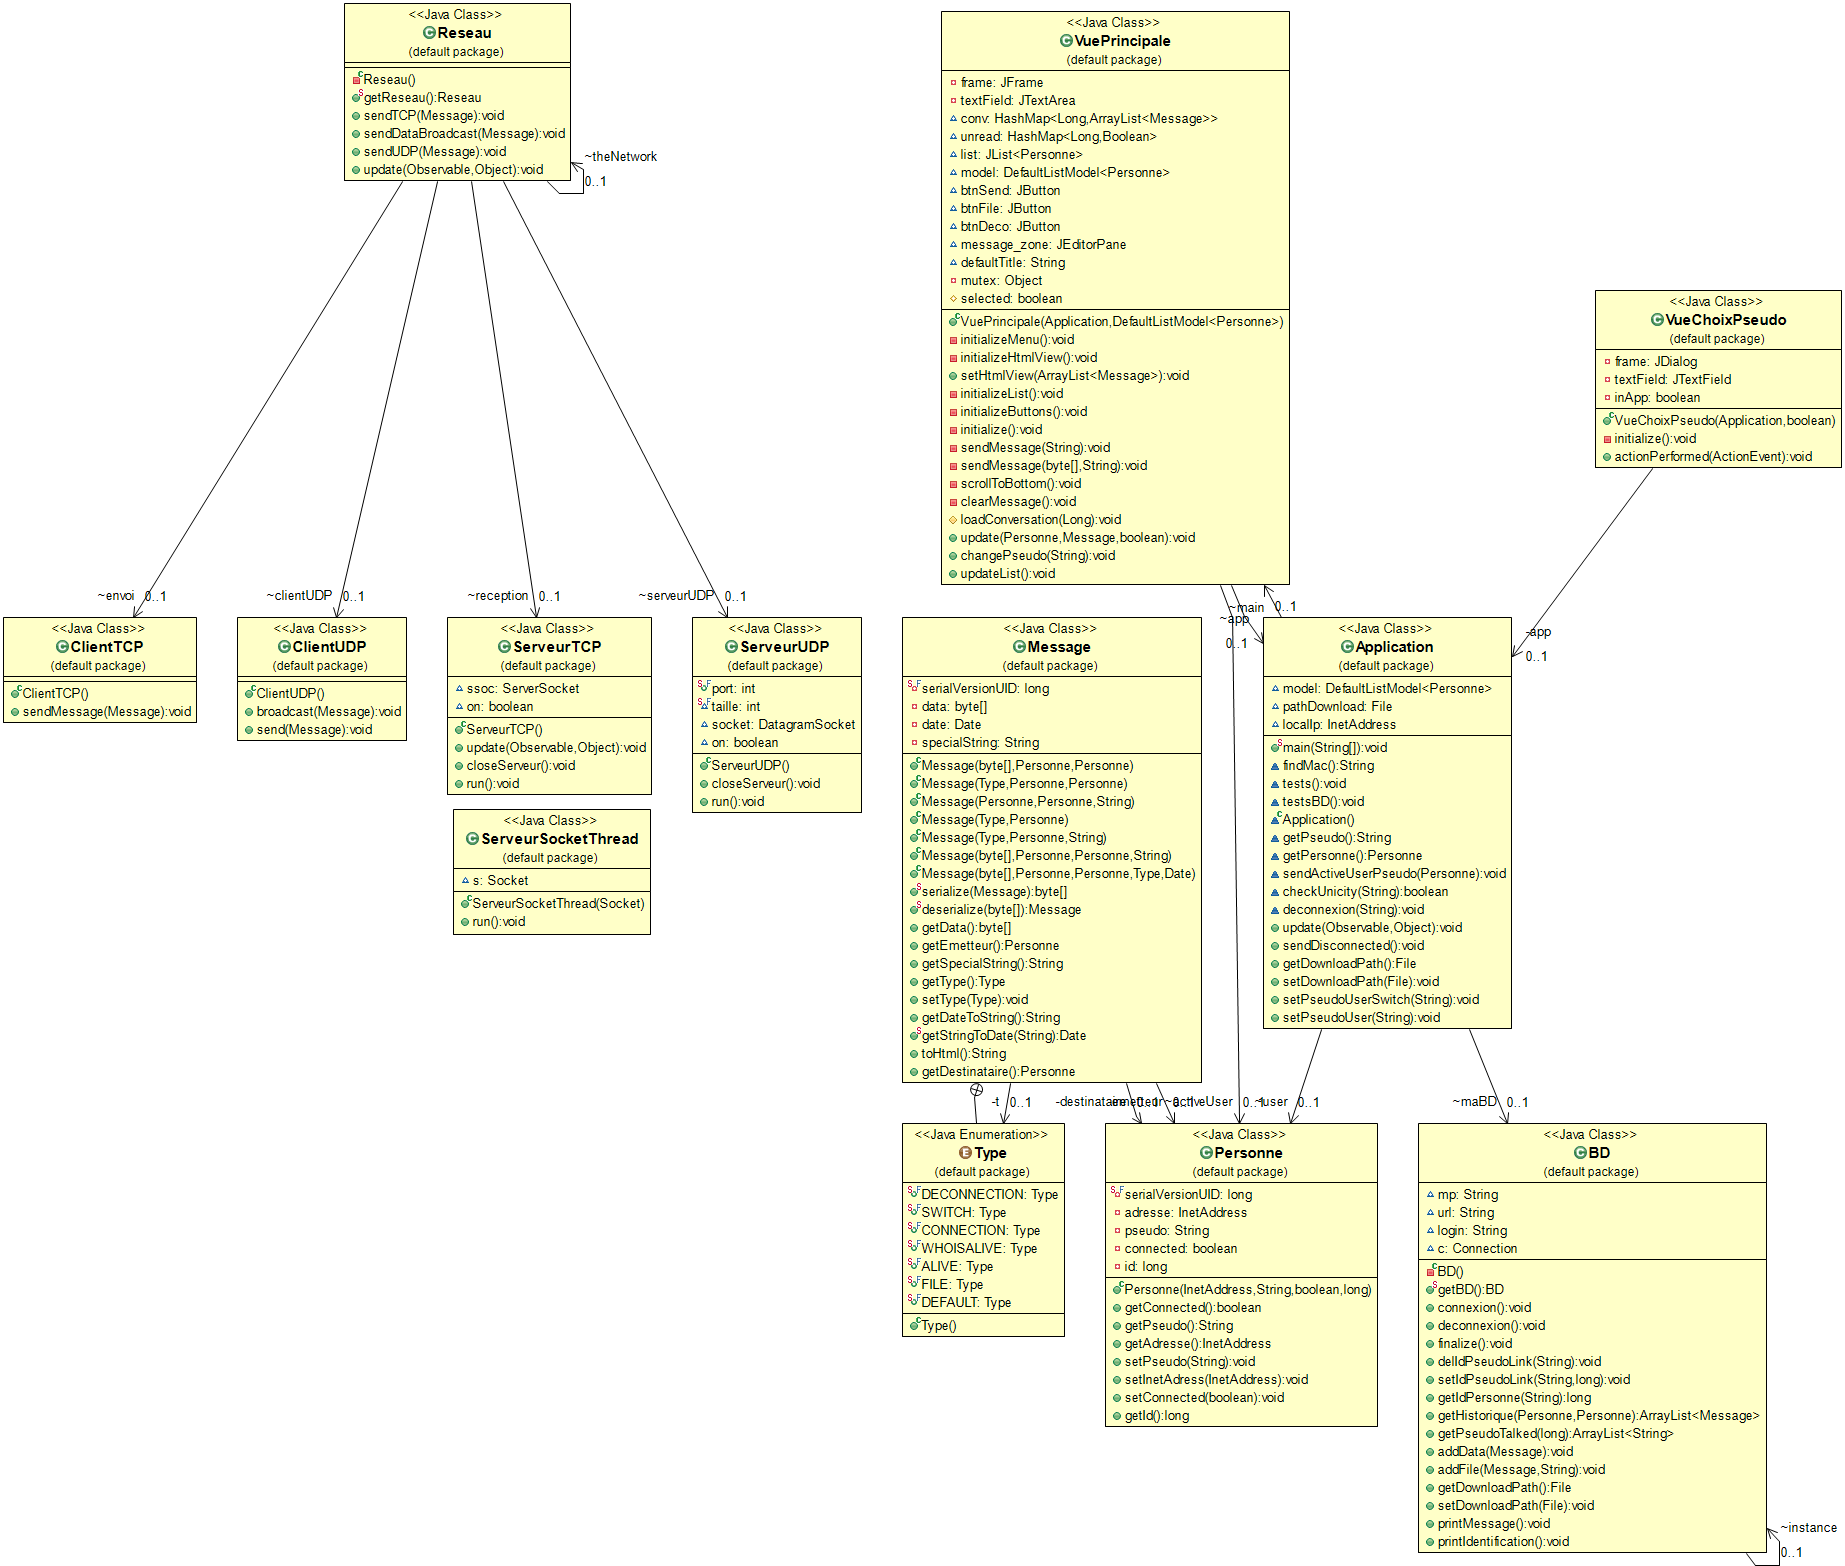 <<Java Class>>
Reseau
(default package)
Reseau()
getReseau():Reseau
sendTCP(Message):void
sendDataBroadcast(Message):void
sendUDP(Message):void
update(Observable,Object):void
~theNetwork
0..1
<<Java Class>>
VuePrincipale
(default package)
frame: JFrame
textField: JTextArea
conv: HashMap<Long,ArrayList<Message>>
unread: HashMap<Long,Boolean>
list: JList<Personne>
model: DefaultListModel<Personne>
btnSend: JButton
btnFile: JButton
btnDeco: JButton
message_zone: JEditorPane
defaultTitle: String
mutex: Object
selected: boolean
VuePrincipale(Application,DefaultListModel<Personne>)
initializeMenu():void
initializeHtmlView():void
setHtmlView(ArrayList<Message>):void
initializeList():void
initializeButtons():void
initialize():void
sendMessage(String):void
sendMessage(byte[],String):void
scrollToBottom():void
clearMessage():void
loadConversation(Long):void
update(Personne,Message,boolean):void
changePseudo(String):void
updateList():void
<<Java Class>>
VueChoixPseudo
(default package)
frame: JDialog
textField: JTextField
inApp: boolean
VueChoixPseudo(Application,boolean)
initialize():void
actionPerformed(ActionEvent):void
~envoi 0..1
~clientUDP 0..1
~reception 0..1
~serveurUDP 0..1
~main 0..1
~app
0..1
-app
0..1
<<Java Class>>
ClientTCP
(default package)
ClientTCP()
sendMessage(Message):void
<<Java Class>>
ClientUDP
(default package)
ClientUDP()
broadcast(Message):void
send(Message):void
<<Java Class>>
ServeurTCP
(default package)
ssoc: ServerSocket
on: boolean
ServeurTCP()
update(Observable,Object):void
closeServeur():void
run():void
<<Java Class>>
ServeurUDP
(default package)
port: int
taille: int
socket: DatagramSocket
on: boolean
ServeurUDP()
closeServeur():void
run():void
<<Java Class>>
ServeurSocketThread
(default package)
s: Socket
ServeurSocketThread(Socket)
run():void
<<Java Class>>
Message
(default package)
serialVersionUID: long
data: byte[]
date: Date
specialString: String
Message(byte[],Personne,Personne)
Message(Type,Personne,Personne)
Message(Personne,Personne,String)
Message(Type,Personne)
Message(Type,Personne,String)
Message(byte[],Personne,Personne,String)
Message(byte[],Personne,Personne,Type,Date)
serialize(Message):byte[]
deserialize(byte[]):Message
getData():byte[]
getEmetteur():Personne
getSpecialString():String
getType():Type
setType(Type):void
getDateToString():String
getStringToDate(String):Date
toHtml():String
getDestinataire():Personne
<<Java Class>>
Application
(default package)
model: DefaultListModel<Personne>
pathDownload: File
localIp: InetAddress
main(String[]):void
findMac():String
tests():void
testsBD():void
Application()
getPseudo():String
getPersonne():Personne
sendActiveUserPseudo(Personne):void
checkUnicity(String):boolean
deconnexion(String):void
update(Observable,Object):void
sendDisconnected():void
getDownloadPath():File
setDownloadPath(File):void
setPseudoUserSwitch(String):void
setPseudoUser(String):void
-t 0..1
-destinataire 0..1
~activeUser 0..1
~user 0..1
~maBD 0..1
<<Java Enumeration>>
Type
(default package)
DECONNECTION: Type
SWITCH: Type
CONNECTION: Type
WHOISALIVE: Type
ALIVE: Type
FILE: Type
DEFAULT: Type
Type()
<<Java Class>>
Personne
(default package)
serialVersionUID: long
adresse: InetAddress
pseudo: String
connected: boolean
id: long
Personne(InetAddress,String,boolean,long)
getConnected():boolean
getPseudo():String
getAdresse():InetAddress
setPseudo(String):void
setInetAdress(InetAddress):void
setConnected(boolean):void
getId():long
<<Java Class>>
BD
(default package)
mp: String
url: String
login: String
c: Connection
BD()
getBD():BD
connexion():void
deconnexion():void
finalize():void
delIdPseudoLink(String):void
setIdPseudoLink(String,long):void
getIdPersonne(String):long
getHistorique(Personne,Personne):ArrayList<Message>
getPseudoTalked(long):ArrayList<String>
addData(Message):void
addFile(Message,String):void
getDownloadPath():File
setDownloadPath(File):void
printMessage():void
printIdentification():void
~instance
0..1